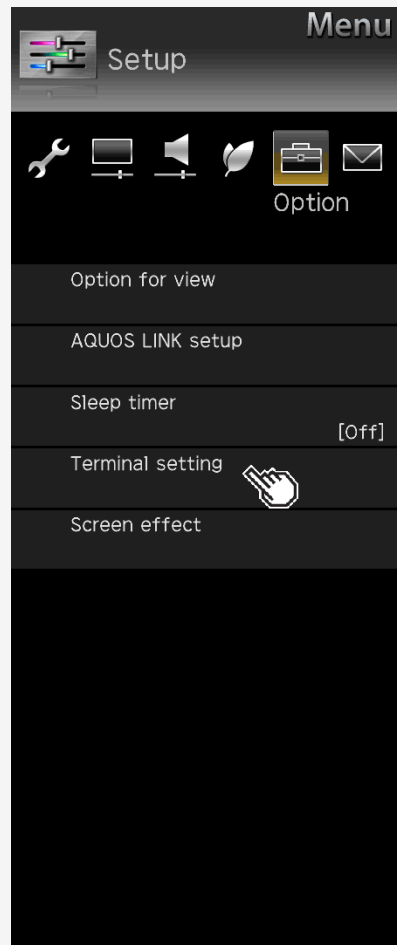 Menu
Setup
Option
Option for view
AQUOS LINK setup
Sleep timer
[Off]
Terminal setting
Screen effect